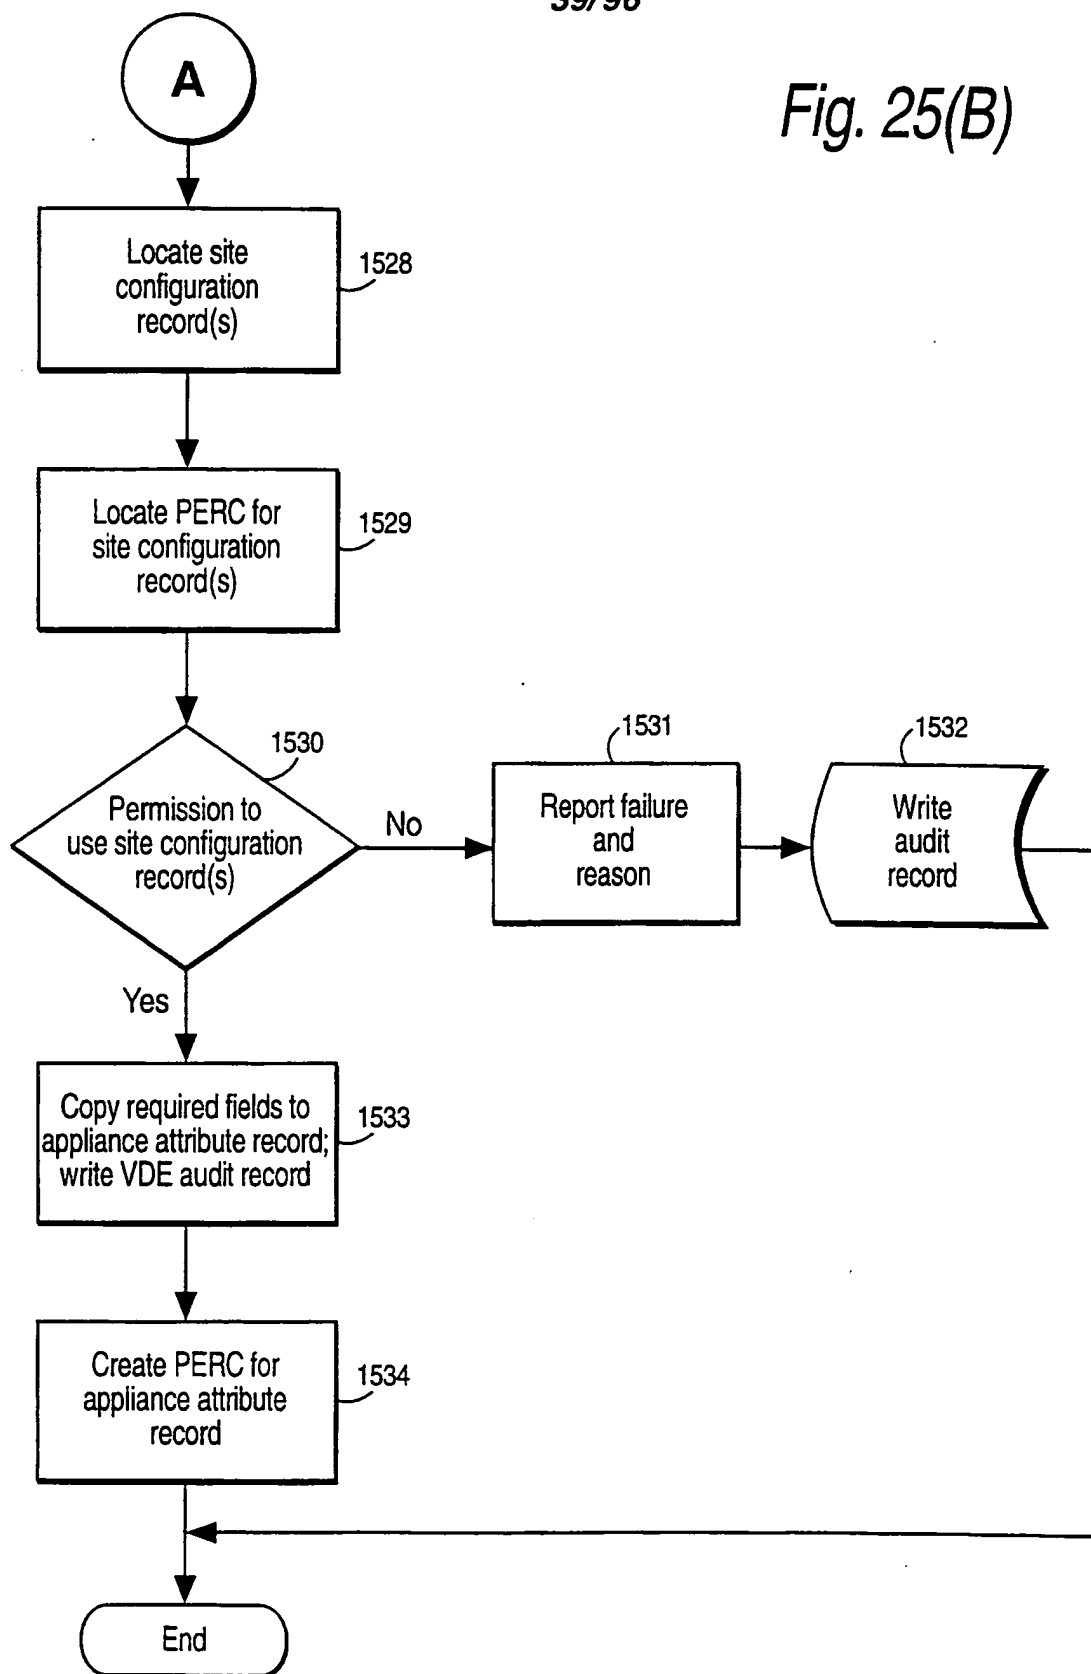 39/96
A
Fig. 25(B)
Locate site
configuration
record(s)
1528
Locate PERC for
site configuration
record(s)
1529
1530
Permission to
use site configuration
record(s)
No
1531
Report failure
and
reason
1532
Write
audit
record
Yes
Copy required fields to
appliance attribute record;
write VDE audit record
1533
Create PERC for
appliance attribute
record
1534
End